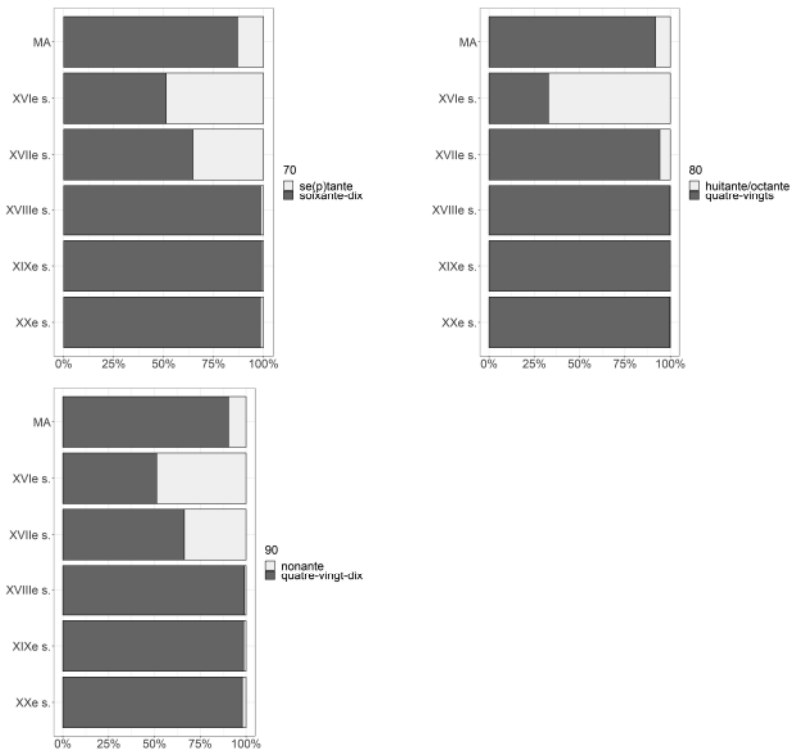 MA
XVIe s.
XVIIe s.
XVIIIe s.
XIXe s.
XXe s.
0% 25% 50% 75% 100%
70
se(p)tante
soixante-dix
MA
XVIe s.
XVIIe s.
XVIIIe s.
XIXe s.
XXe s.
0% 25% 50% 75% 100%
80
huitante/octante
quatre-vingts
MA
XVIe s.
XVIIe s.
XVIIIe s.
XIXe s.
XXe s.
0% 25% 50% 75% 100%
90
nonante
quatre-vingt-dix